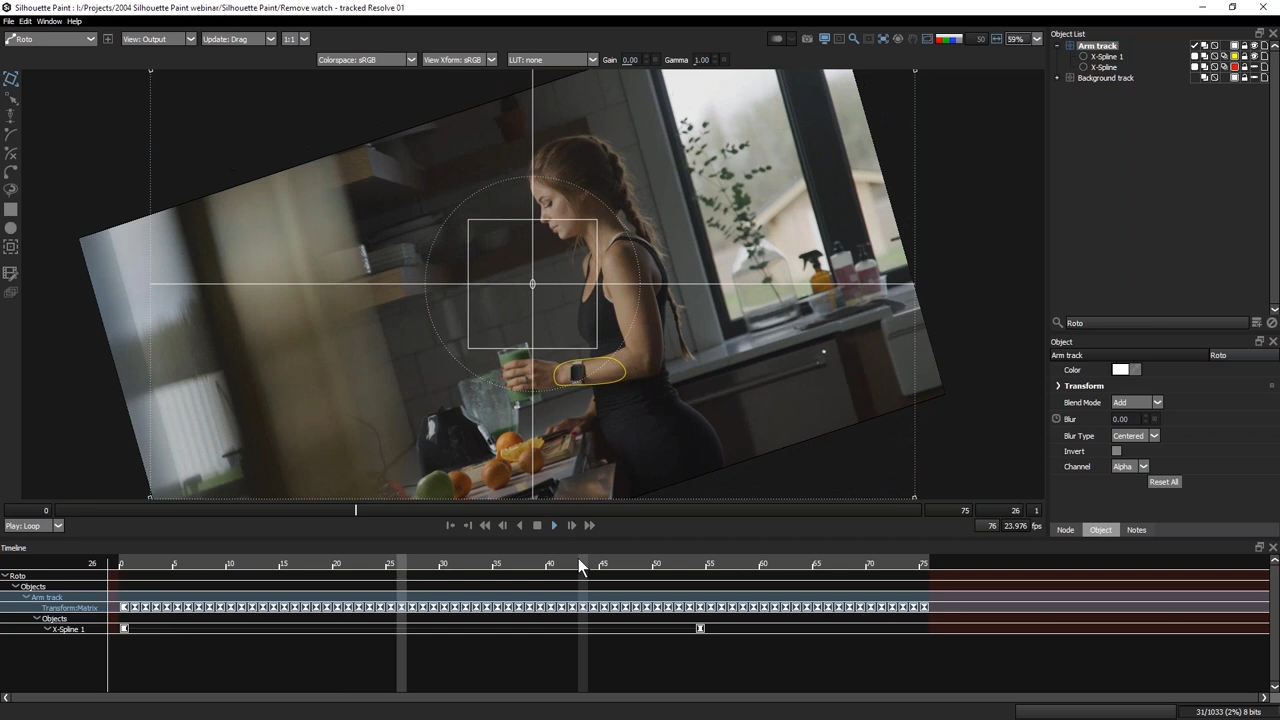 Silhouette Paint : I:/Projects/2004 Silhouette Paint webinar/Silhouette Paint/Remove watch - tracked Resolve 01
File Edit Window Help
Roto View: Output Update: Drag 1:1 50 59%
Colorspace: sRGB View Xform: sRGB LUT: none Gain 0.00 Gamma 1.00
Object List
Arm track
X-Spline 1
X-Spline
Background track
Roto
Object
Arm track Roto
Color
Transform
Blend Mode Add
Blur 0.00
Blur Type Centered
Invert
Channel Alpha
Reset All
0 75 26 1
Play: Loop 76 23.976 fps
Node Object Notes
Timeline
26 0 5 10 15 20 25 30 35 40 45 50 55 60 65 70 75
Roto
Objects
Arm track
Transform:Matrix
Objects
X-Spline 1
31/1033 (2%) 8 bits